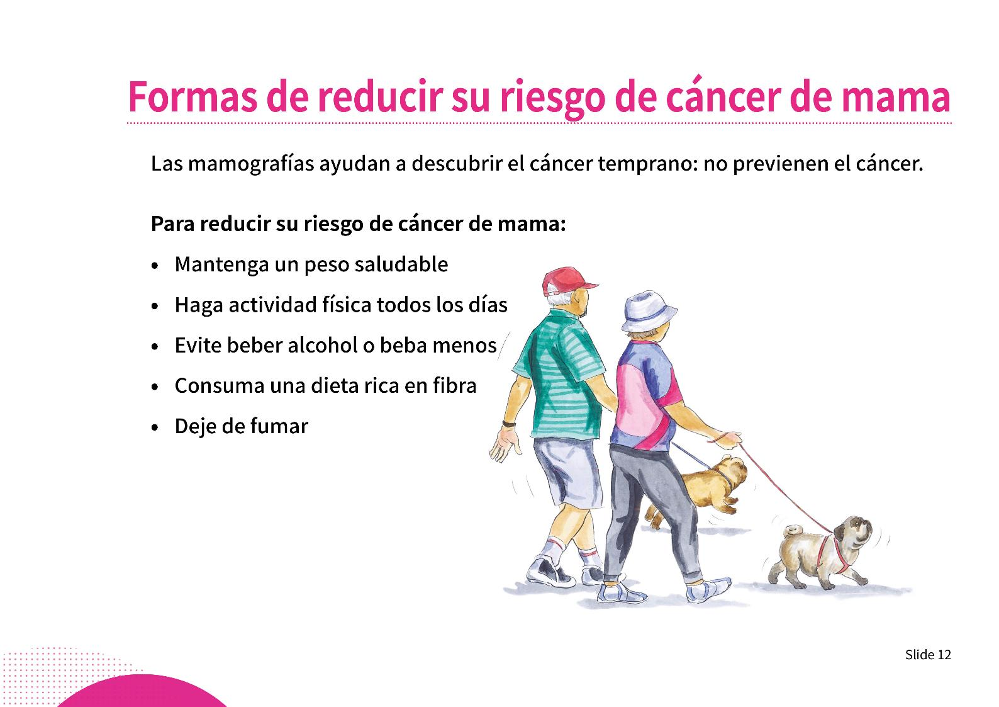 Formas de reducir su riesgo de cáncer de mama
Las mamografías ayudan a descubrir el cáncer temprano: no previenen el cáncer.
Para reducir su riesgo de cáncer de mama:
• Mantenga un peso saludable
• Haga actividad física todos los días
• Evite beber alcohol o beba menos
• Consuma una dieta rica en fibra
• Deje de fumar
Slide 12